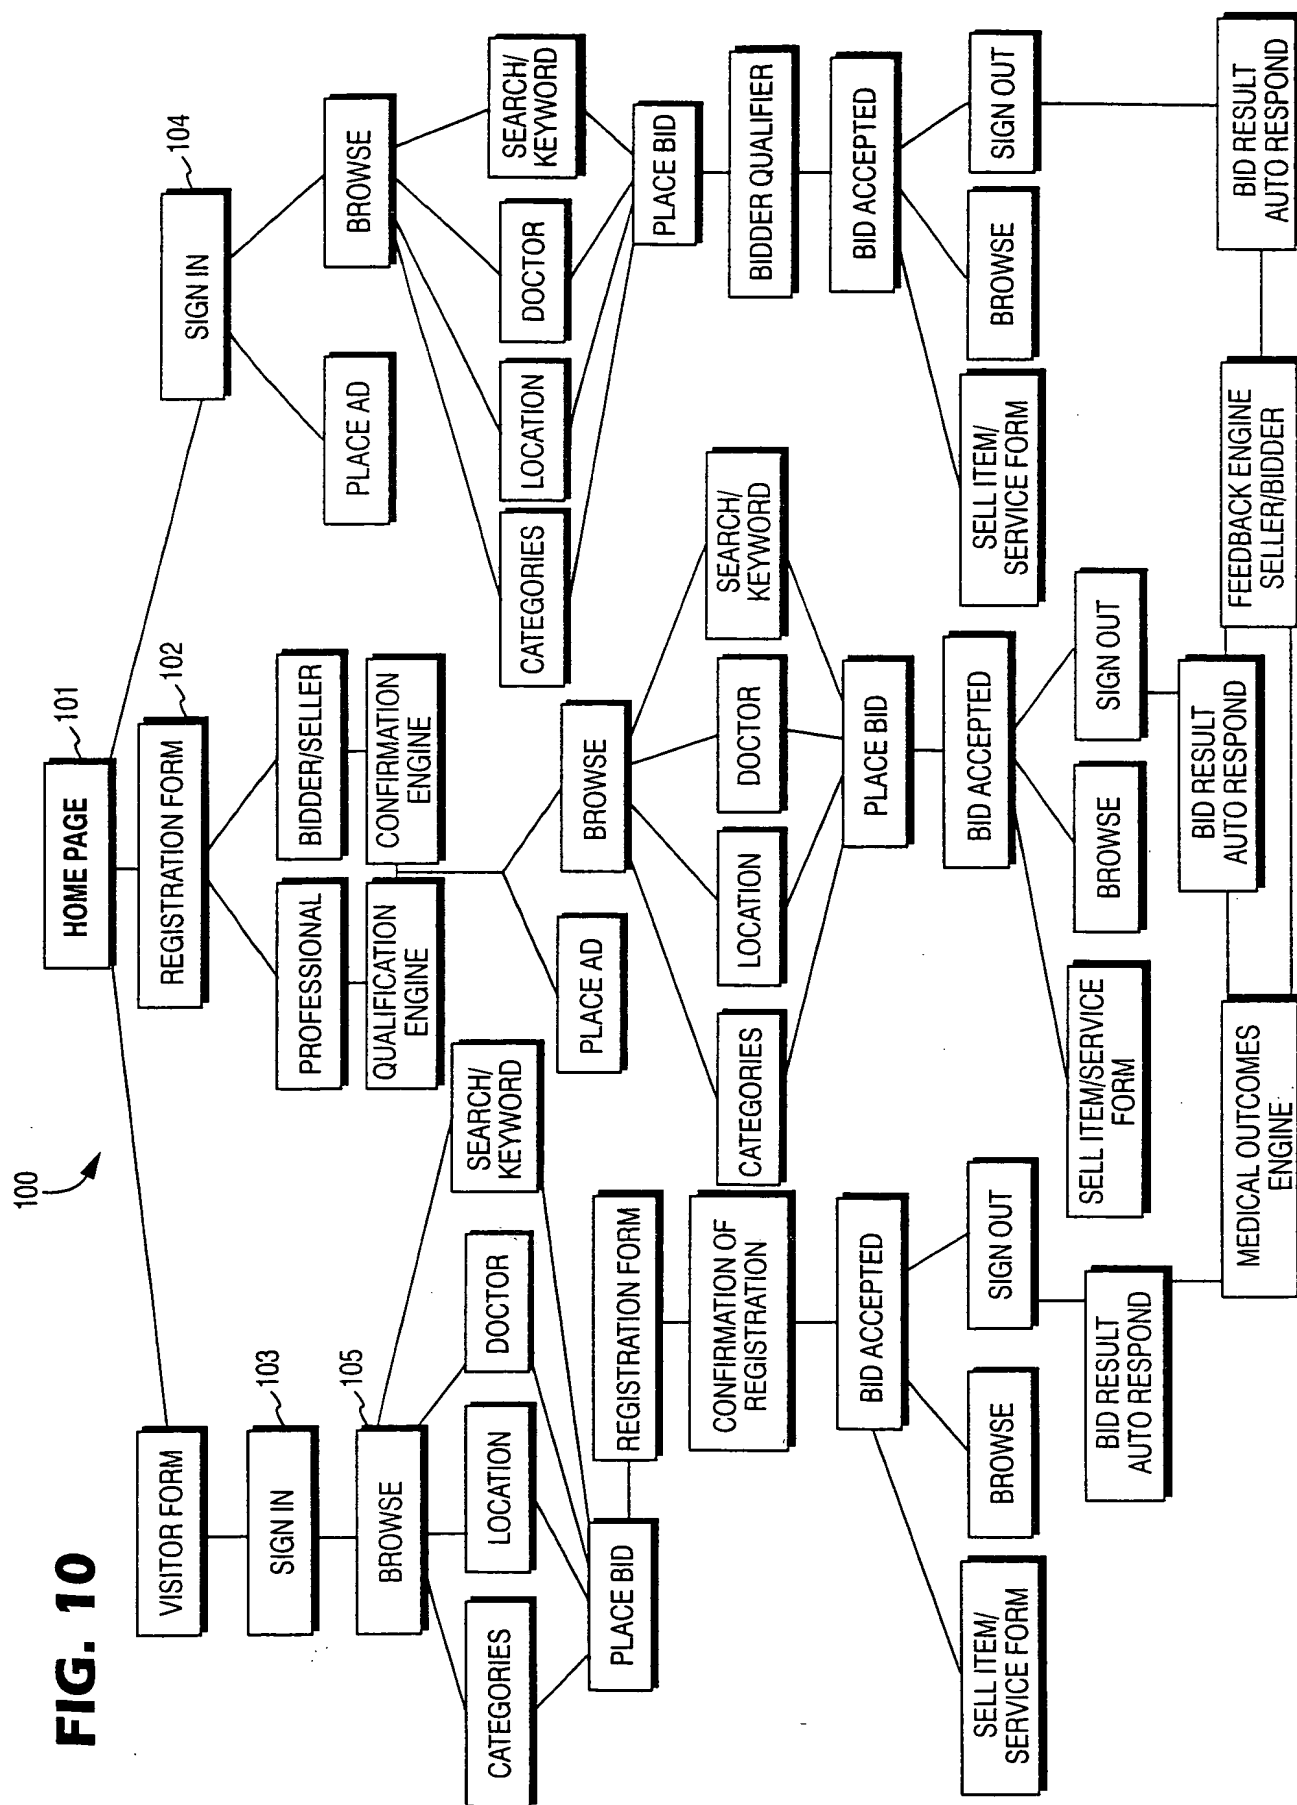 FIG. 10
100
HOME PAGE
101
VISITOR FORM
REGISTRATION FORM
102
SIGN IN
104
SIGN IN
103
PROFESSIONAL
BIDDER/SELLER
PLACE AD
BROWSE
BROWSE
105
QUALIFICATION
ENGINE
CONFIRMATION
ENGINE
CATEGORIES
LOCATION
DOCTOR
SEARCH/
KEYWORD
CATEGORIES
LOCATION
DOCTOR
SEARCH/
KEYWORD
PLACE AD
BROWSE
PLACE BID
REGISTRATION FORM
PLACE BID
CATEGORIES
LOCATION
DOCTOR
SEARCH/
KEYWORD
BIDDER QUALIFIER
CONFIRMATION OF
REGISTRATION
PLACE BID
BID ACCEPTED
BID ACCEPTED
BID ACCEPTED
SELL ITEM/
SERVICE FORM
BROWSE
SIGN OUT
SELL ITEM/
SERVICE FORM
BROWSE
SIGN OUT
SELL ITEM/SERVICE
FORM
BROWSE
SIGN OUT
BID RESULT
AUTO RESPOND
BID RESULT
AUTO RESPOND
MEDICAL OUTCOMES
ENGINE
FEEDBACK ENGINE
SELLER/BIDDER
BID RESULT
AUTO RESPOND